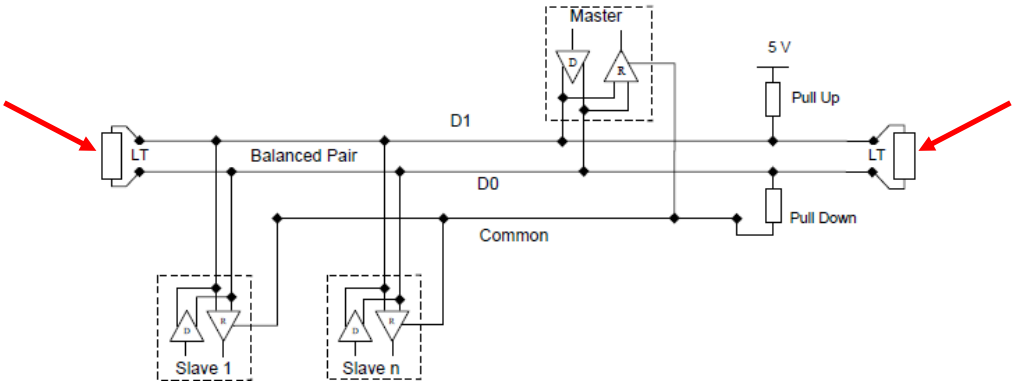 Master
5 V
D
R
Pull Up
D1
LT
Balanced Pair
LT
D0
Pull Down
Common
D
R
D
R
Slave 1
Slave n